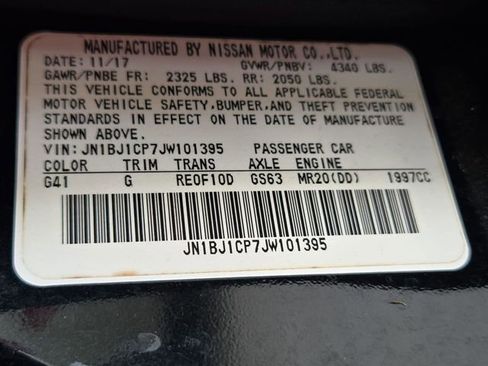 MANUFACTURED BY NISSAN MOTOR CO.,LTD.
DATE: 11/17 GVWR/PNBV: 4340 LBS.
GAWR/PNBE FR: 2325 LBS. RR: 2050 LBS.
THIS VEHICLE CONFORMS TO ALL APPLICABLE FEDERAL
MOTOR VEHICLE SAFETY,BUMPER,AND THEFT PREVENTION
STANDARDS IN EFFECT ON THE DATE OF MANUFACTURE
SHOWN ABOVE.
VIN: JN1BJ1CP7JW101395 PASSENGER CAR
COLOR TRIM TRANS AXLE ENGINE
G41 G RE0F10D GS63 MR20(DD) 1997CC
JN1BJ1CP7JW101395